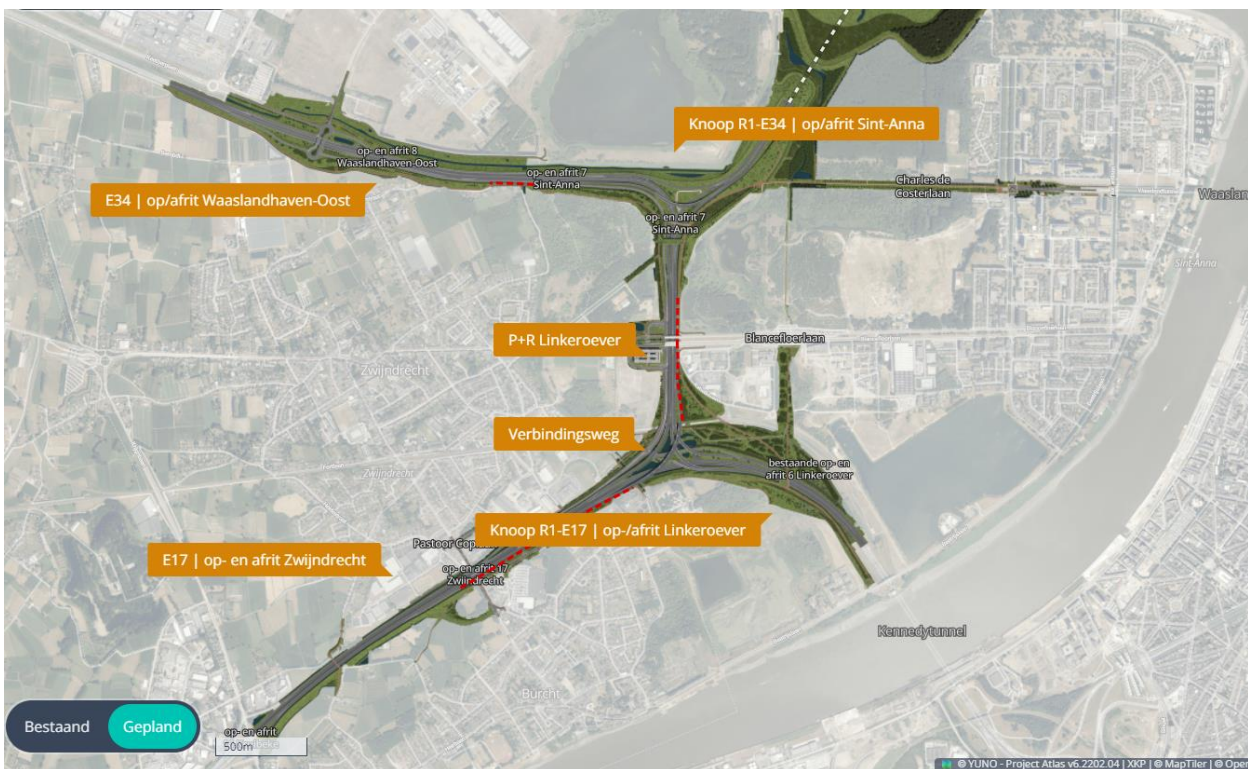 Knoop R1-E34 | op/afrit Sint-Anna
op- en afrit 8
Waaslandhaven-Oost
op- en afrit 7
Sint-Anna
E34 | op/afrit Waaslandhaven-Oost
Charles de
Costerlaan
op- en afrit 7
Sint-Anna
Sint-Anna
P+R Linkeroever
Blancefloerlaan
Zwijndrecht
Verbindingsweg
Zwijndrecht
bestaande op- en
afrit 6 Linkeroever
Knoop R1-E17 | op-/afrit Linkeroever
Pastoor
E17 | op- en afrit Zwijndrecht
op- en afrit 17
Zwijndrecht
Kennedytunnel
Burcht
Bestaand
Gepland
op- en afrit
500m
© YUNO - Project Atlas v6.2202.04 | XKP | © MapTiler | ©